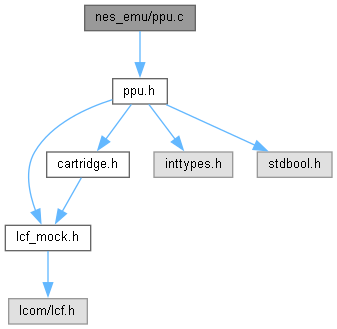 nes_emu/ppu.c
ppu.h
cartridge.h
inttypes.h
stdbool.h
lcf_mock.h
lcom/lcf.h